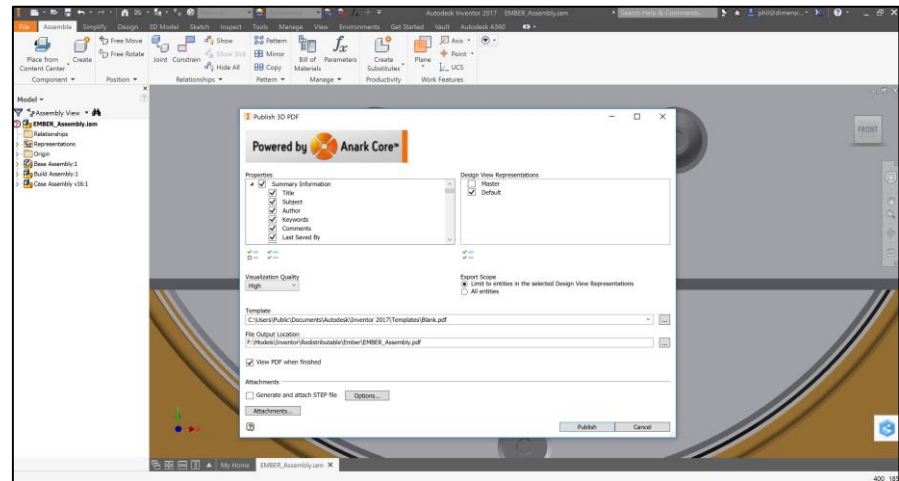 Autodesk Inventor 2017 EMBER_Assembly.iam
Search Help & Commands...
phil@dimensi...
File Assemble Simplify Design 3D Model Sketch Inspect Tools Manage View Environments Get Started Vault Autodesk A360
Place from Content Center
Create
Free Move
Free Rotate
Joint
Constrain
Show
Show Sick
Hide All
Pattern
Mirror
Copy
Bill of Materials
Parameters
Create Substitutes
Plane
Axis
Point
UCS
Component Position Relationships Pattern Manage Productivity Work Features
Model
Assembly View
EMBER_Assembly.iam
Relationships
Representations
Origin
Base Assembly:1
Build Assembly:1
Case Assembly v16:1
FRONT
Publish 3D PDF
Powered by Anark Core™
Properties
Summary Information
Title
Subject
Author
Keywords
Comments
Last Saved By
Design View Representations
Master
Default
Visualization Quality
High
Export Scope
Limit to entities in the selected Design View Representations
All entities
Template
C:\Users\Public\Documents\Autodesk\Inventor 2017\Templates\Blank.pdf
File Output Location
F:\Models\Inventor\Redistributable\Ember\EMBER_Assembly.pdf
View PDF when finished
Attachments
Generate and attach STEP file
Options...
Attachments...
Publish
Cancel
My Home
EMBER_Assembly.iam
400 185